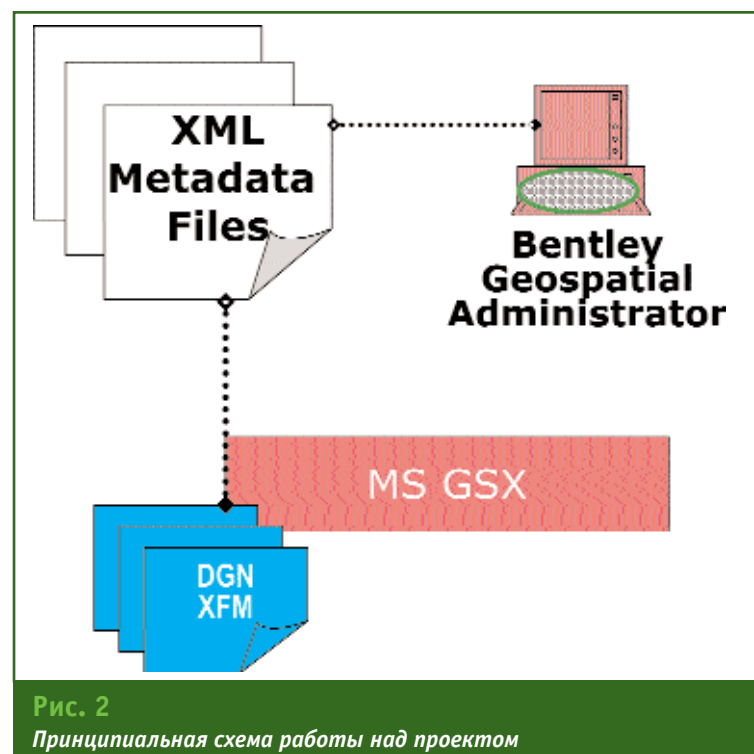 XML
Metadata
Files
Bentley
Geospatial
Administrator
MS GSX
DGN
XFM
Рис. 2
Принципиальная схема работы над проектом